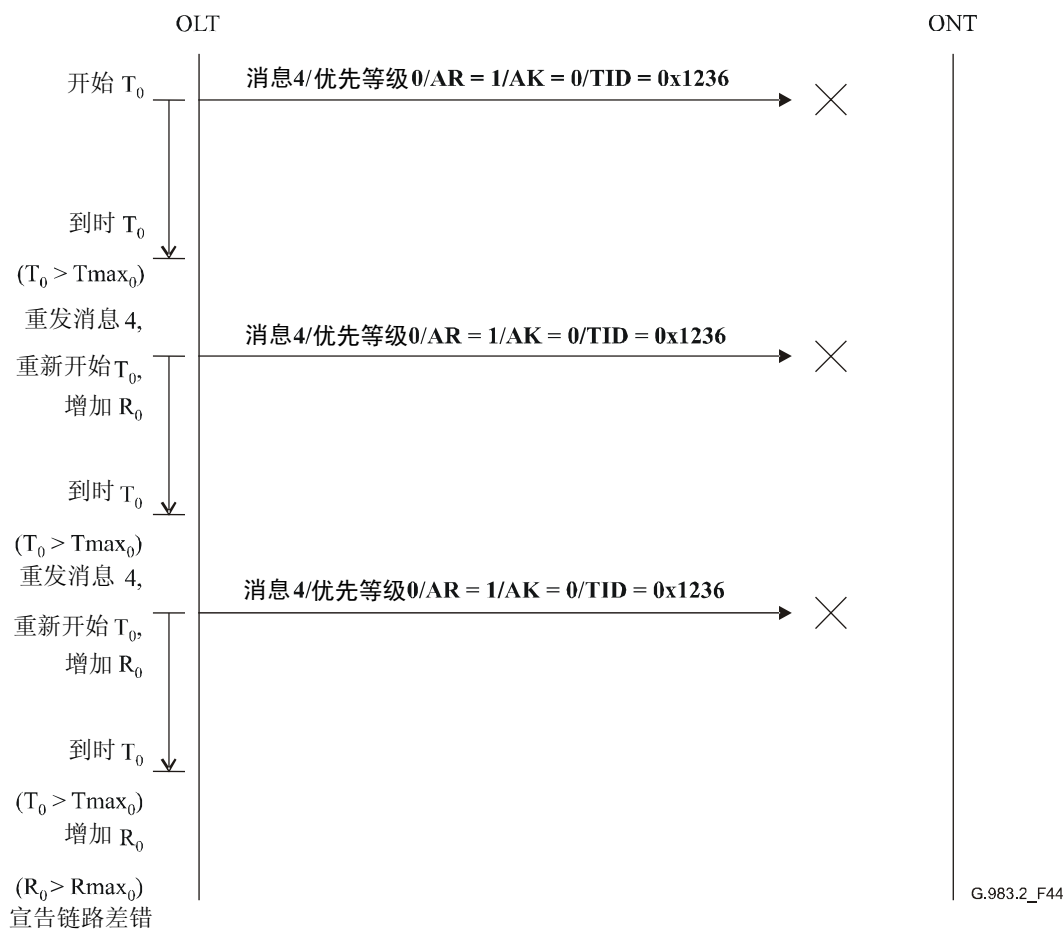 OLT
ONT
开始 T₀
消息4/优先等级0/AR = 1/AK = 0/TID = 0x1236
到时 T₀
(T₀ > Tmax₀)
重发消息 4,
消息4/优先等级0/AR = 1/AK = 0/TID = 0x1236
重新开始 T₀,
增加 R₀
到时 T₀
(T₀ > Tmax₀)
重发消息 4,
消息4/优先等级0/AR = 1/AK = 0/TID = 0x1236
重新开始 T₀,
增加 R₀
到时 T₀
(T₀ > Tmax₀)
增加 R₀
(R₀ > Rmax₀)
G.983.2_F44
宣告链路差错